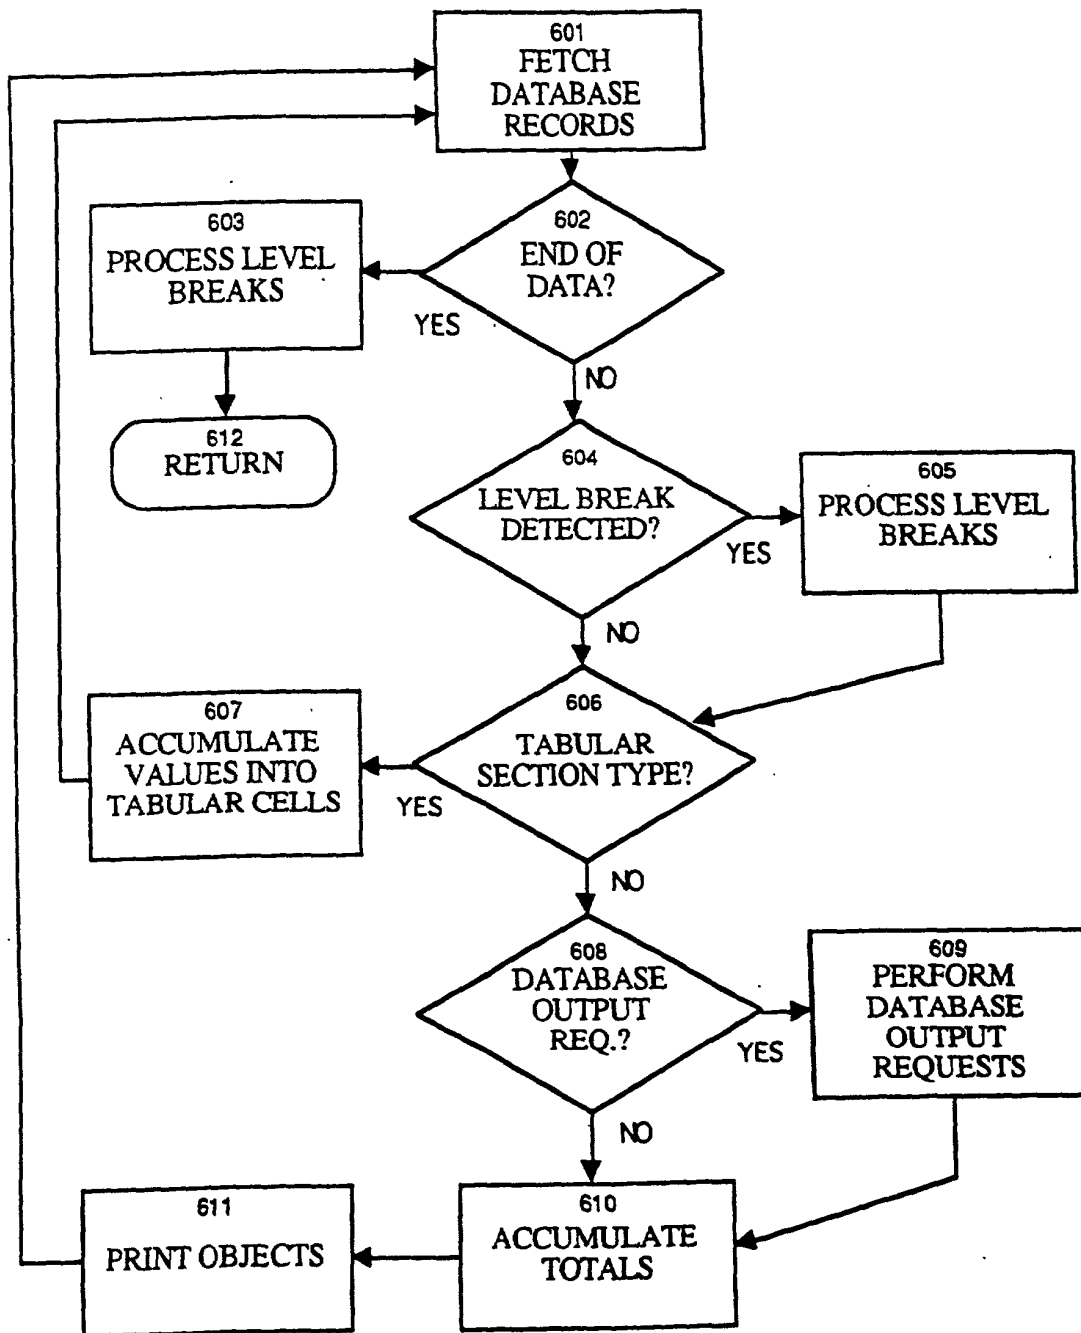 601
FETCH
DATABASE
RECORDS
602
END OF
DATA?
YES
NO
603
PROCESS LEVEL
BREAKS
612
RETURN
604
LEVEL BREAK
DETECTED?
YES
NO
605
PROCESS LEVEL
BREAKS
606
TABULAR
SECTION TYPE?
YES
NO
607
ACCUMULATE
VALUES INTO
TABULAR CELLS
608
DATABASE
OUTPUT
REQ.?
YES
NO
609
PERFORM
DATABASE
OUTPUT
REQUESTS
610
ACCUMULATE
TOTALS
611
PRINT OBJECTS